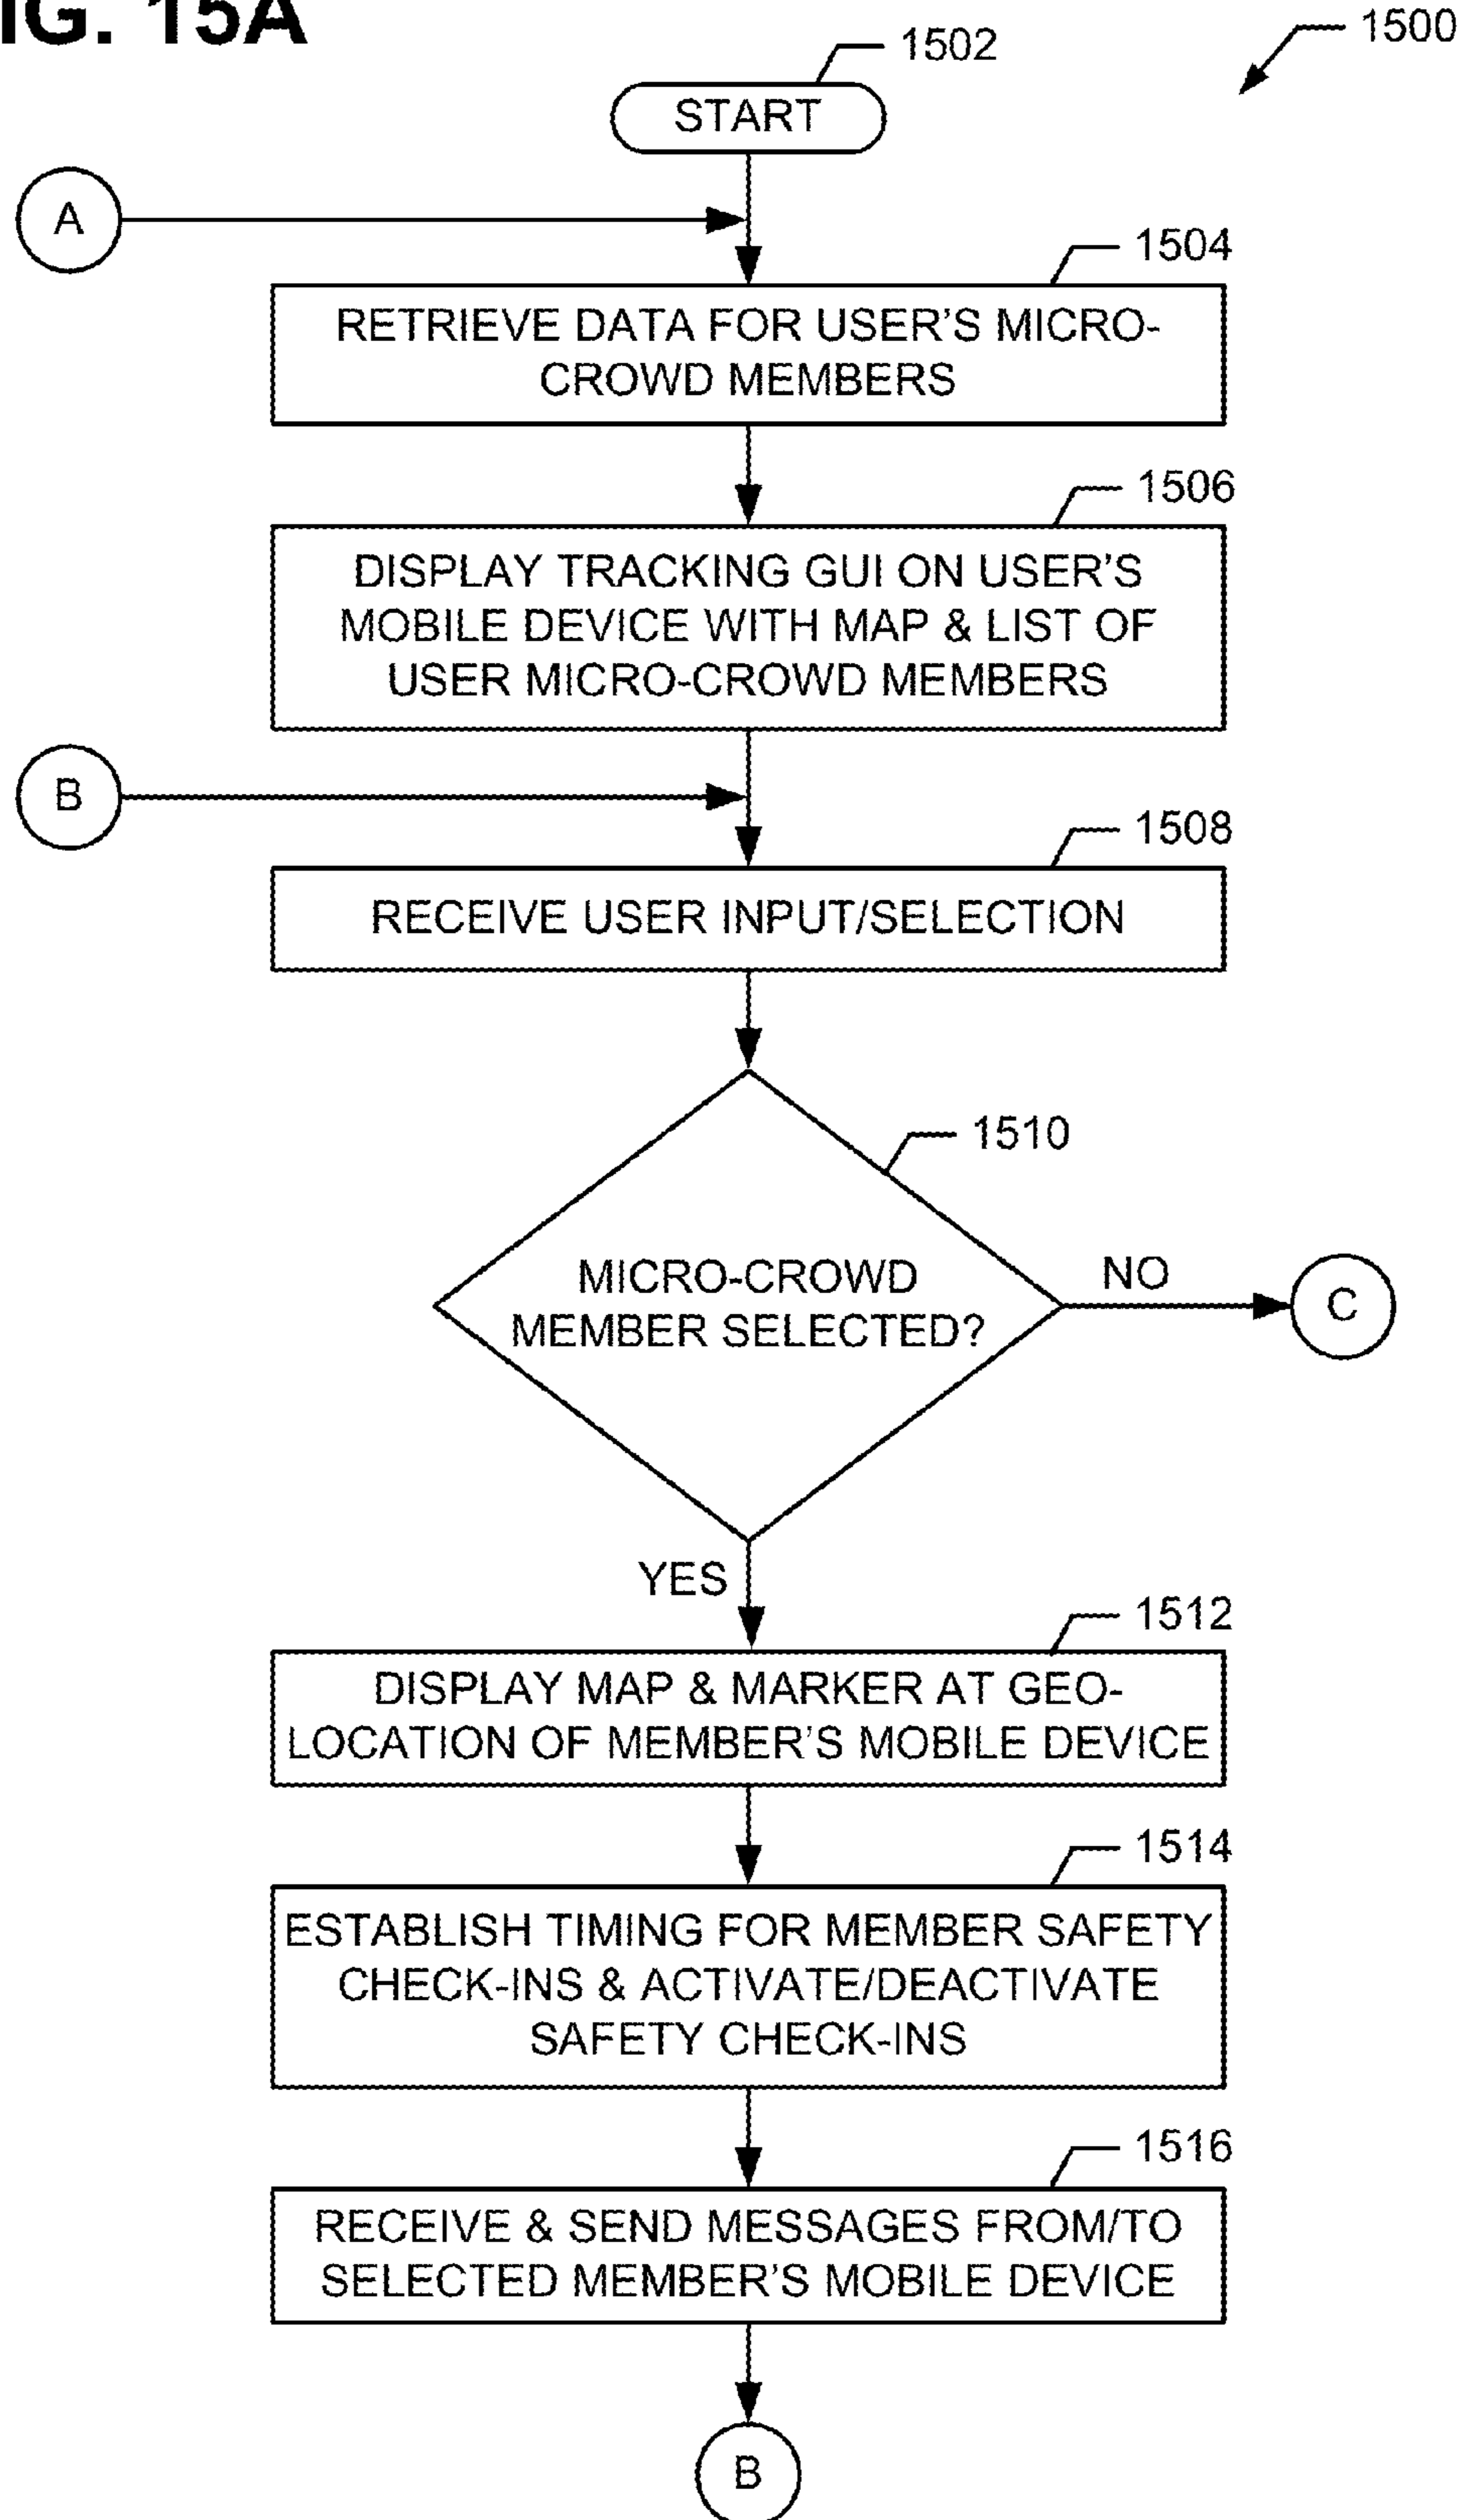 IG. 15A
1500
1502
START
A
1504
RETRIEVE DATA FOR USER'S MICRO-
CROWD MEMBERS
1506
DISPLAY TRACKING GUI ON USER'S
MOBILE DEVICE WITH MAP & LIST OF
USER MICRO-CROWD MEMBERS
B
1508
RECEIVE USER INPUT/SELECTION
1510
MICRO-CROWD
MEMBER SELECTED?
NO
C
YES
1512
DISPLAY MAP & MARKER AT GEO-
LOCATION OF MEMBER'S MOBILE DEVICE
1514
ESTABLISH TIMING FOR MEMBER SAFETY
CHECK-INS & ACTIVATE/DEACTIVATE
SAFETY CHECK-INS
1516
RECEIVE & SEND MESSAGES FROM/TO
SELECTED MEMBER'S MOBILE DEVICE
B